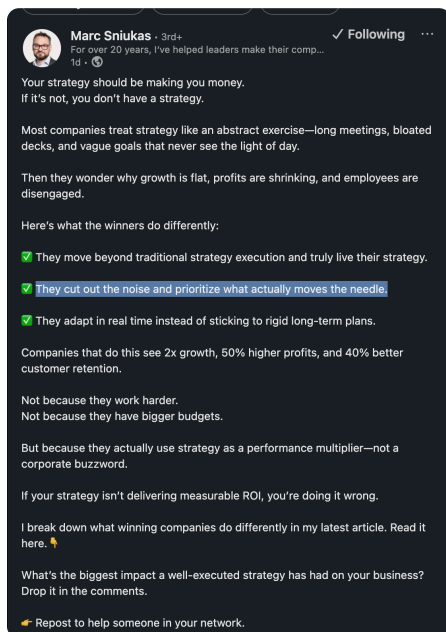 Marc Sniukas • 3rd+
✓ Following ···
For over 20 years, I've helped leaders make their comp...
1d •
Your strategy should be making you money.
If it's not, you don't have a strategy.
Most companies treat strategy like an abstract exercise—long meetings, bloated
decks, and vague goals that never see the light of day.
Then they wonder why growth is flat, profits are shrinking, and employees are
disengaged.
Here's what the winners do differently:
✅ They move beyond traditional strategy execution and truly live their strategy.
✅ They cut out the noise and prioritize what actually moves the needle.
✅ They adapt in real time instead of sticking to rigid long-term plans.
Companies that do this see 2x growth, 50% higher profits, and 40% better
customer retention.
Not because they work harder.
Not because they have bigger budgets.
But because they actually use strategy as a performance multiplier—not a
corporate buzzword.
If your strategy isn't delivering measurable ROI, you're doing it wrong.
I break down what winning companies do differently in my latest article. Read it
here.👇
What's the biggest impact a well-executed strategy has had on your business?
Drop it in the comments.
👉 Repost to help someone in your network.